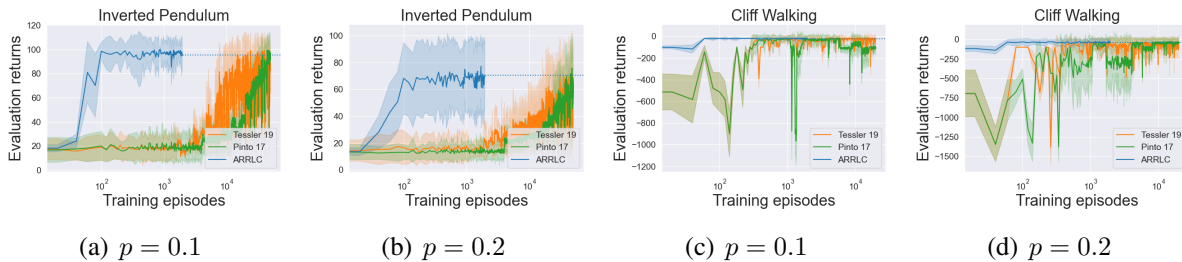 Inverted Pendulum
Evaluation returns
120
100
80
60
40
20
0
10^2
10^3
10^4
Training episodes
Tessler 19
Pinto 17
ARRLC
(a) p = 0.1
Inverted Pendulum
Evaluation returns
100
80
60
40
20
0
10^2
10^3
10^4
Training episodes
Tessler 19
Pinto 17
ARRLC
(b) p = 0.2
Cliff Walking
Evaluation returns
0
−200
−400
−600
−800
−1000
−1200
10^2
10^3
10^4
Training episodes
Tessler 19
Pinto 17
ARRLC
(c) p = 0.1
Cliff Walking
Evaluation returns
0
−250
−500
−750
−1000
−1250
−1500
10^2
10^3
10^4
Training episodes
Tessler 19
Pinto 17
ARRLC
(d) p = 0.2